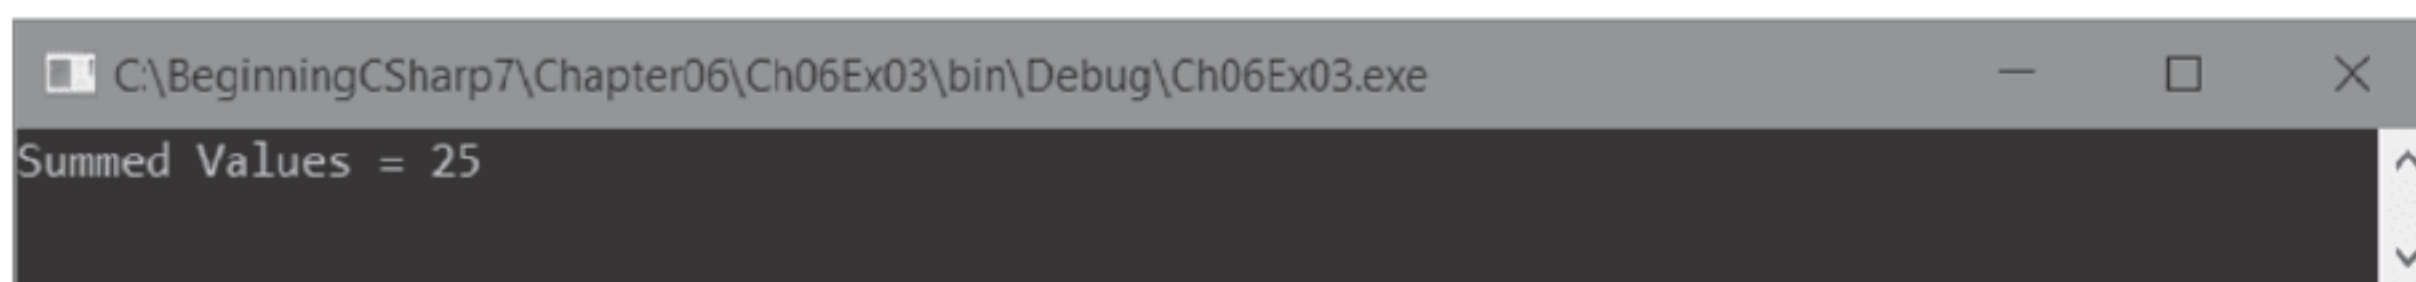 C:\BeginningCSharp7\Chapter06\Ch06Ex03\bin\Debug\Ch06Ex03.exe
Summed Values = 25